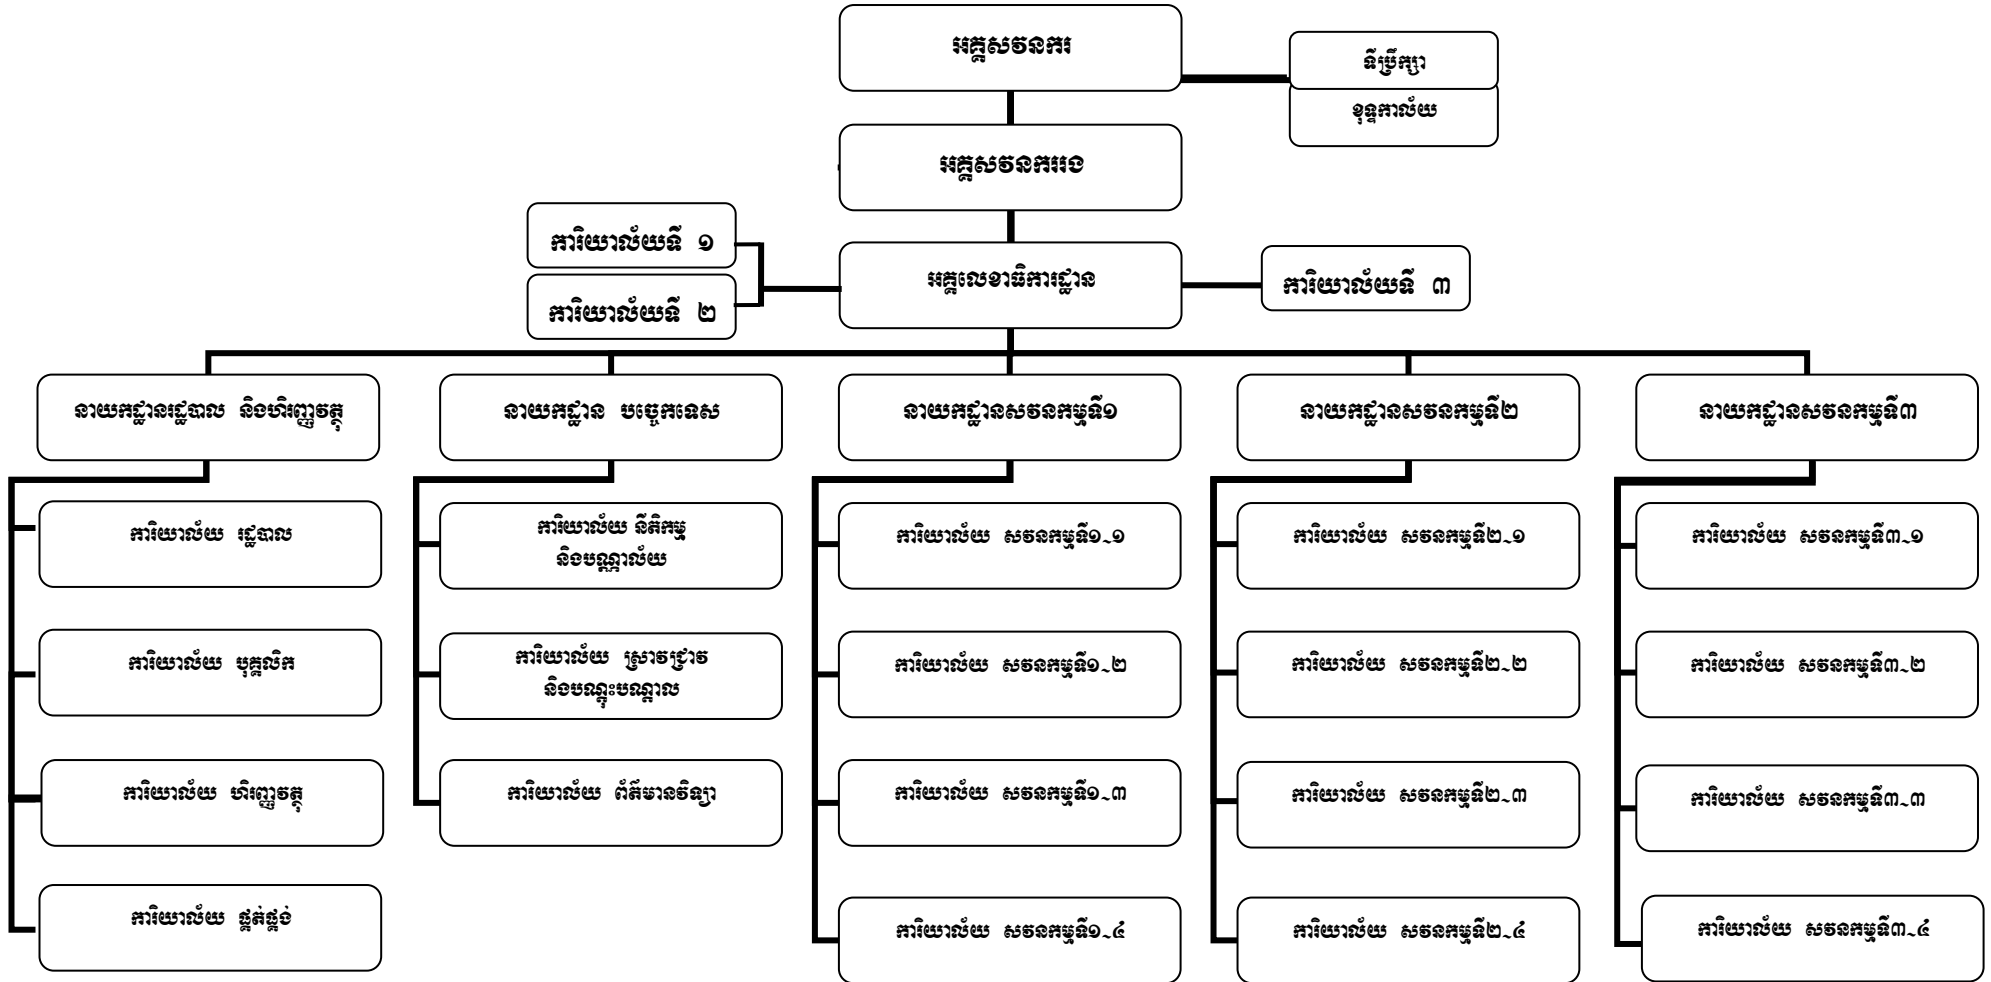 អគ្គសវនករ
ទីប្រឹក្សា
ខុទ្ទកាល័យ
អគ្គសវនកររង
ការិយាល័យទី ១
ការិយាល័យទី ២
អគ្គលេខាធិការដ្ឋាន
ការិយាល័យទី ៣
នាយកដ្ឋានរដ្ឋបាល និងហិរញ្ញវត្ថុ
នាយកដ្ឋាន បច្ចេកទេស
នាយកដ្ឋានសវនកម្មទី១
នាយកដ្ឋានសវនកម្មទី២
នាយកដ្ឋានសវនកម្មទី៣
ការិយាល័យ រដ្ឋបាល
ការិយាល័យ នីតិកម្ម
និងបណ្ណាល័យ
ការិយាល័យ សវនកម្មទី១~១
ការិយាល័យ សវនកម្មទី២~១
ការិយាល័យ សវនកម្មទី៣~១
ការិយាល័យ បុគ្គលិក
ការិយាល័យ ស្រាវជ្រាវ
និងបណ្តុះបណ្តាល
ការិយាល័យ សវនកម្មទី១~២
ការិយាល័យ សវនកម្មទី២~២
ការិយាល័យ សវនកម្មទី៣~២
ការិយាល័យ ហិរញ្ញវត្ថុ
ការិយាល័យ ព័ត៌មានវិទ្យា
ការិយាល័យ សវនកម្មទី១~៣
ការិយាល័យ សវនកម្មទី២~៣
ការិយាល័យ សវនកម្មទី៣~៣
ការិយាល័យ ផ្គត់ផ្គង់
ការិយាល័យ សវនកម្មទី១~៤
ការិយាល័យ សវនកម្មទី២~៤
ការិយាល័យ សវនកម្មទី៣~៤